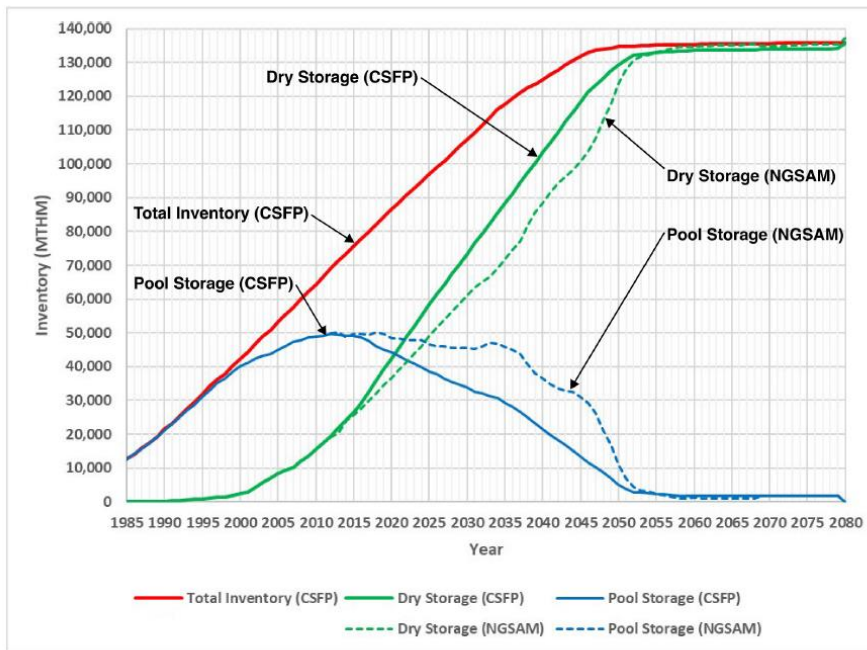 140,000
130,000
120,000
110,000
100,000
90,000
80,000
70,000
60,000
50,000
40,000
30,000
20,000
10,000
0
Inventory (MTHM)
Dry Storage (CSFP)
Dry Storage (NGSAM)
Total Inventory (CSFP)
Pool Storage (NGSAM)
Pool Storage (CSFP)
1985 1990 1995 2000 2005 2010 2015 2020 2025 2030 2035 2040 2045 2050 2055 2060 2065 2070 2075 2080
Year
Total Inventory (CSFP) Dry Storage (CSFP) Pool Storage (CSFP)
Dry Storage (NGSAM) Pool Storage (NGSAM)